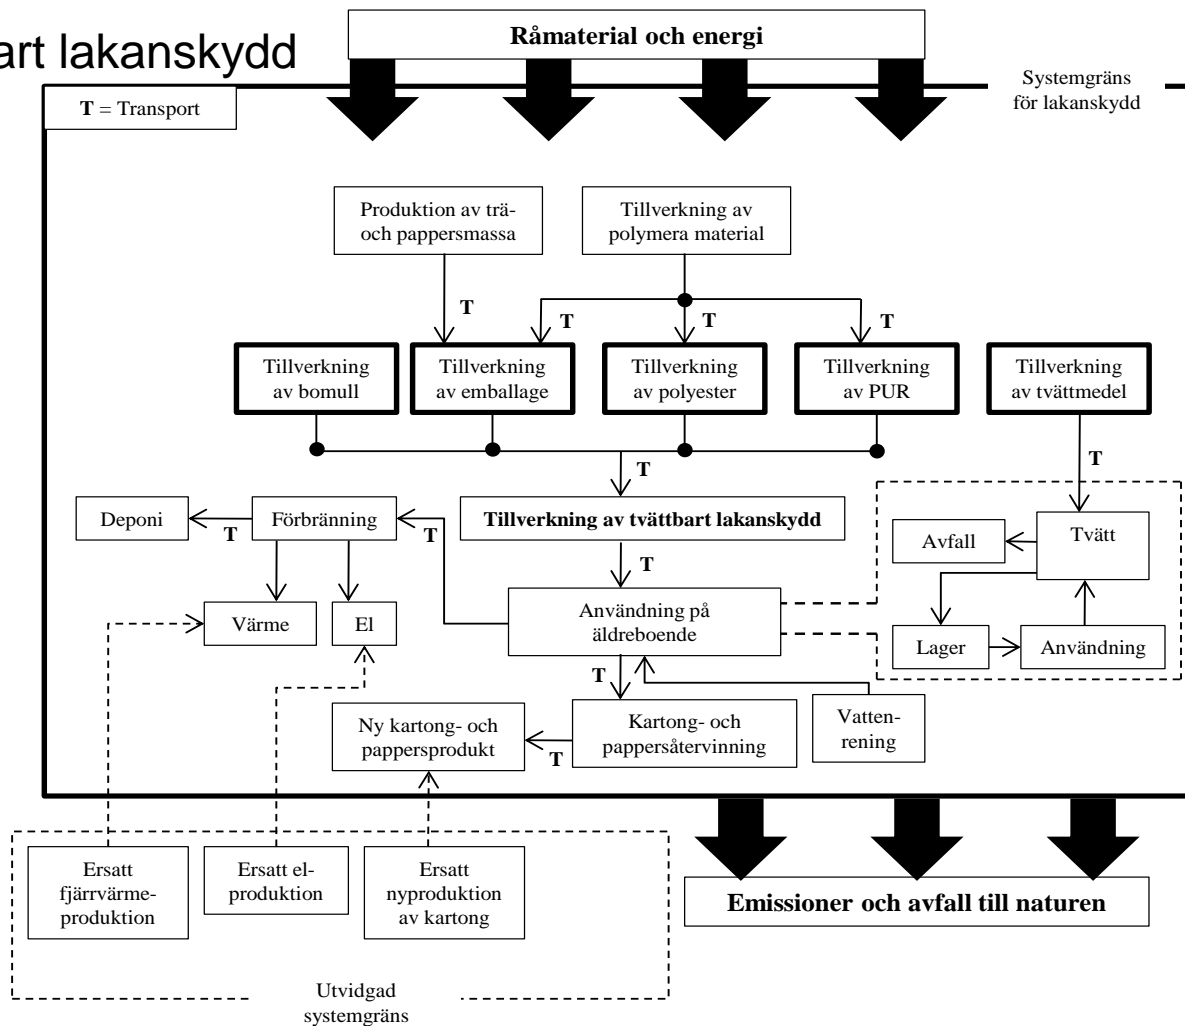 art lakanskydd
Råmaterial och energi
Systemgräns
för lakanskydd
T = Transport
Produktion av trä-
och pappersmassa
Tillverkning av
polymera material
T
T
T
T
Tillverkning
av bomull
Tillverkning
av emballage
Tillverkning
av polyester
Tillverkning
av PUR
Tillverkning
av tvättmedel
T
T
Deponi
T
Förbränning
T
Tillverkning av tvättbart lakanskydd
T
Avfall
Tvätt
Värme
El
Användning på
äldreboende
Lager
Användning
T
Ny kartong- och
pappersprodukt
T
Kartong- och
pappersåtervinning
Vatten-
rening
Ersatt
fjärrvärme-
produktion
Ersatt el-
produktion
Ersatt
nyproduktion
av kartong
Emissioner och avfall till naturen
Utvidgad
systemgräns